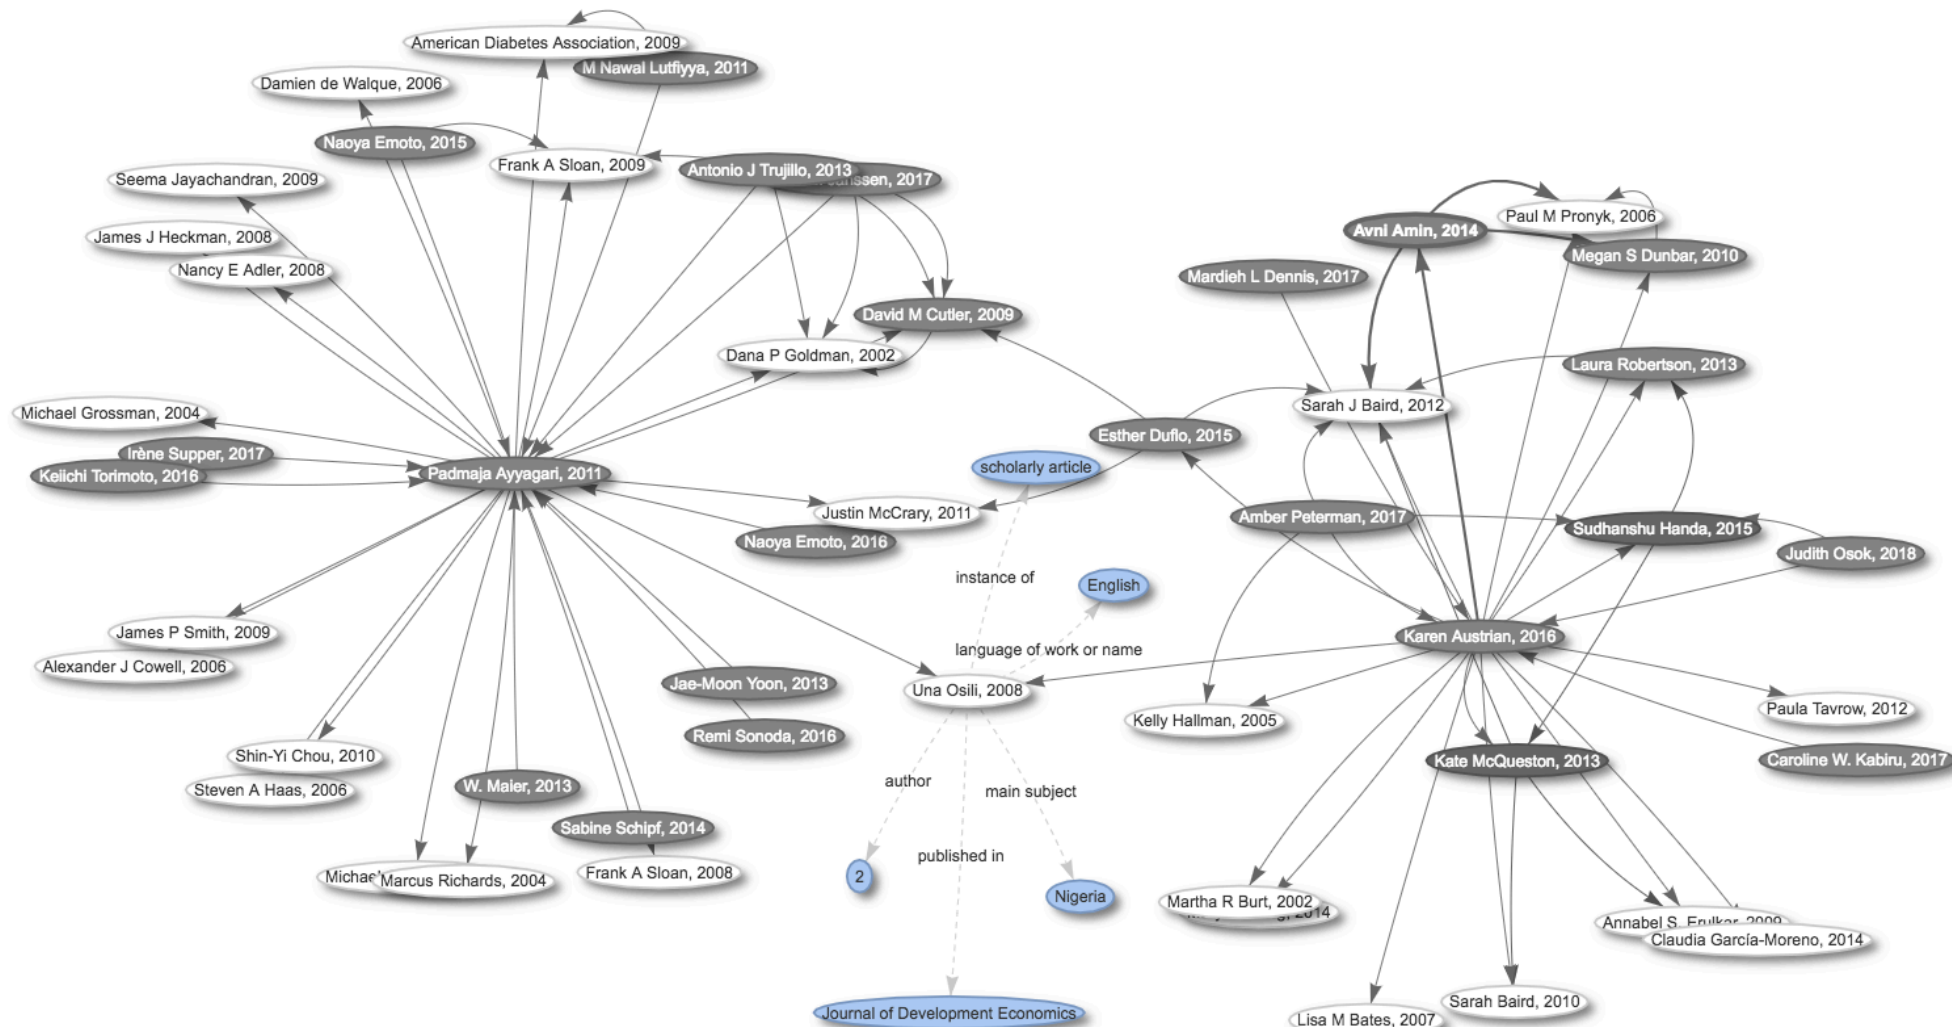 American Diabetes Association, 2009
M Nawal Lutfiyya, 2011
Damien de Walque, 2006
Naoya Emoto, 2015
Frank A Sloan, 2009
Antonio J Trujillo, 2013
2017
Seema Jayachandran, 2009
Paul M Pronyk, 2006
Avni Amin, 2014
James J Heckman, 2008
Megan S Dunbar, 2010
Nancy E Adler, 2008
Mardieh L Dennis, 2017
David M Cutler, 2009
Dana P Goldman, 2002
Laura Robertson, 2013
Sarah J Baird, 2012
Michael Grossman, 2004
Esther Duflo, 2015
Irène Supper, 2017
scholarly article
Keiichi Torimoto, 2016
Padmaja Ayyagari, 2011
Justin McCrary, 2011
Amber Peterman, 2017
Sudhanshu Handa, 2015
Naoya Emoto, 2016
Judith Osok, 2018
instance of
English
James P Smith, 2009
Karen Austrian, 2016
language of work or name
Alexander J Cowell, 2006
Jae-Moon Yoon, 2013
Una Osili, 2008
Paula Tavrow, 2012
Kelly Hallman, 2005
Remi Sonoda, 2016
Shin-Yi Chou, 2010
Kate McQueston, 2013
Caroline W. Kabiru, 2017
author
Steven A Haas, 2006
W. Maier, 2013
main subject
Sabine Schipf, 2014
published in
Frank A Sloan, 2008
Marcus Richards, 2004
2
Nigeria
Martha R Burt, 2002
2014
Annabel S. Erulkar, 2009
Claudia García-Moreno, 2014
Sarah Baird, 2010
Journal of Development Economics
Lisa M Bates, 2007